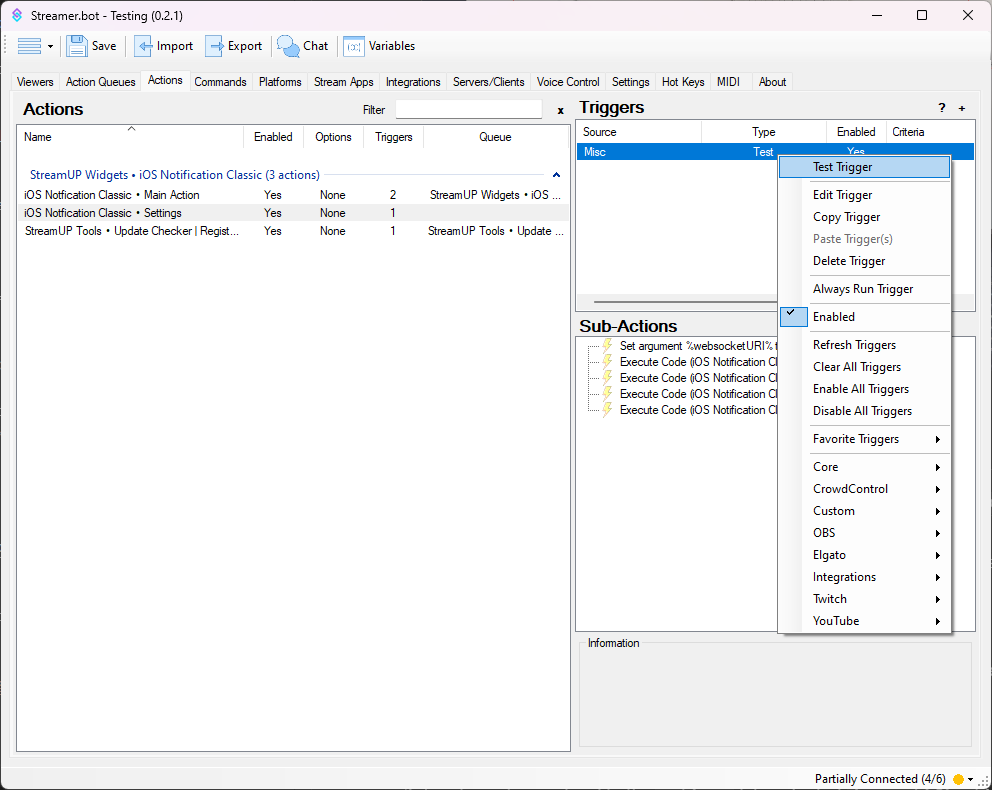 Streamer.bot - Testing (0.2.1)
Save Import Export Chat Variables
Viewers Action Queues Actions Commands Platforms Stream Apps Integrations Servers/Clients Voice Control Settings Hot Keys MIDI About
Actions Filter x
Name Enabled Options Triggers Queue
StreamUP Widgets • iOS Notification Classic (3 actions)
iOS Notfication Classic • Main Action Yes None 2 StreamUP Widgets • iOS ...
iOS Notfication Classic • Settings Yes None 1
StreamUP Tools • Update Checker | Regist... Yes None 1 StreamUP Tools • Update ...
Triggers ? +
Source Type Enabled Criteria
Misc Test Yes
Test Trigger
Edit Trigger
Copy Trigger
Paste Trigger(s)
Delete Trigger
Always Run Trigger
Enabled
Refresh Triggers
Clear All Triggers
Enable All Triggers
Disable All Triggers
Favorite Triggers
Core
CrowdControl
Custom
OBS
Elgato
Integrations
Twitch
YouTube
Sub-Actions
Set argument %websocketURI% t
Execute Code (iOS Notification Cl
Execute Code (iOS Notification Cl
Execute Code (iOS Notification Cl
Execute Code (iOS Notification Cl
Information
Partially Connected (4/6)